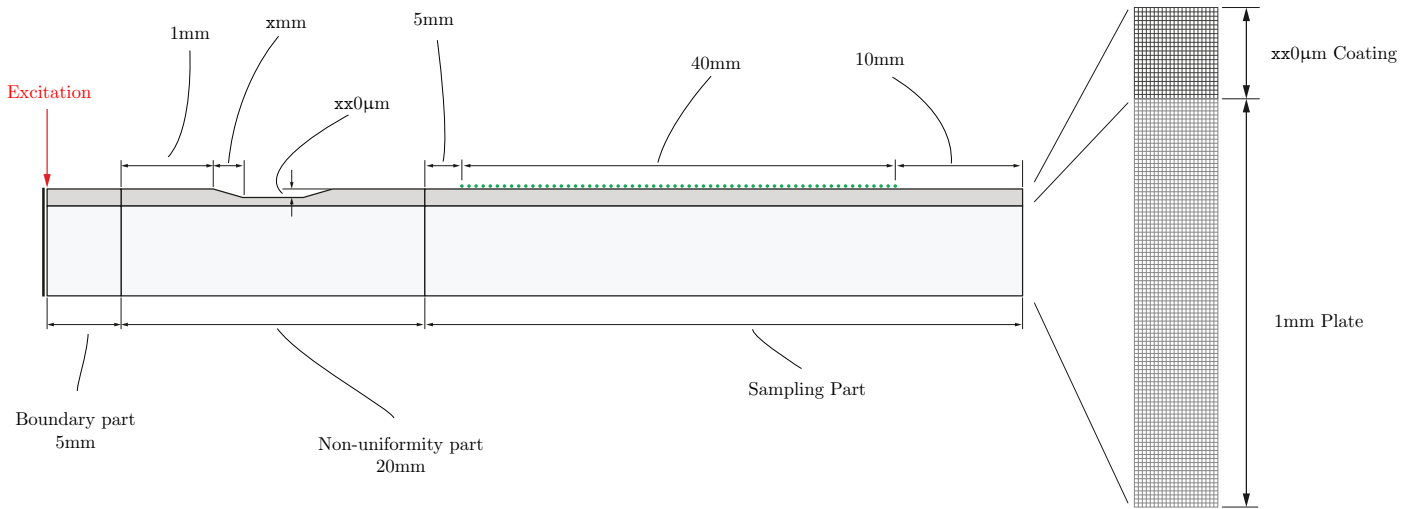 5mm
1mm
xmm
40mm
10mm
xx0μm Coating
Excitation
xx0μm
1mm Plate
Sampling Part
Boundary part
5mm
Non-uniformity part
20mm